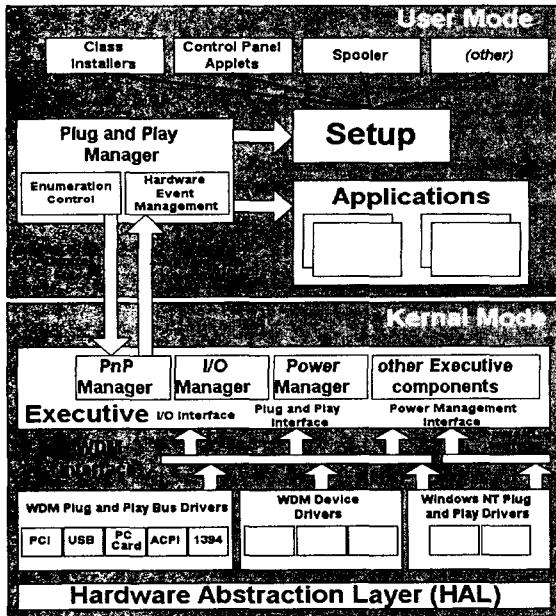 User Mode
Class Installers
Control Panel Applets
Spooler
(other)
Plug and Play Manager
Enumeration Control
Hardware Event Management
Setup
Applications
Kernal Mode
PnP Manager
I/O Manager
Power Manager
other Executive components
Executive
I/O Interface
Plug and Play Interface
Power Management Interface
WDM Plug and Play Bus Drivers
PCI
USB
PC Card
ACPI
1394
WDM Device Drivers
Windows NT Plug and Play Drivers
Hardware Abstraction Layer (HAL)